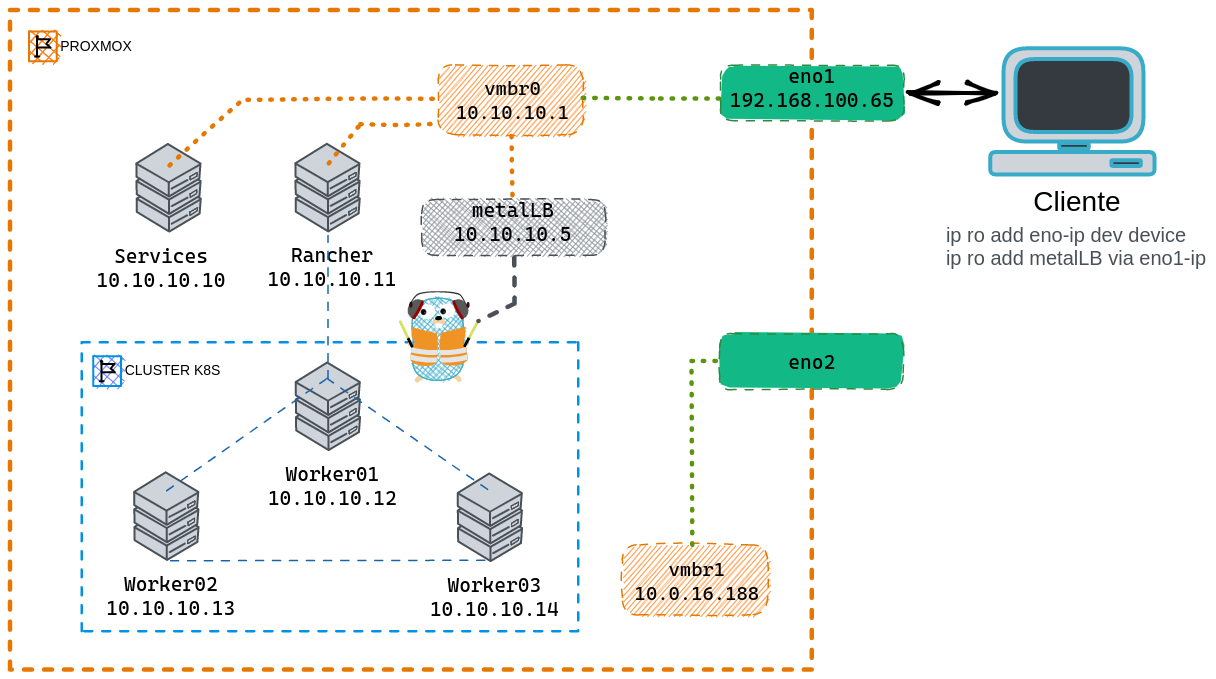 PROXMOX
vmbr0
10.10.10.1
eno1
192.168.100.65
metalLB
10.10.10.5
Services
10.10.10.10
Rancher
10.10.10.11
Cliente
ip ro add eno-ip dev device
ip ro add metalLB via eno1-ip
CLUSTER K8S
eno2
Worker01
10.10.10.12
Worker02
10.10.10.13
Worker03
10.10.10.14
vmbr1
10.0.16.188